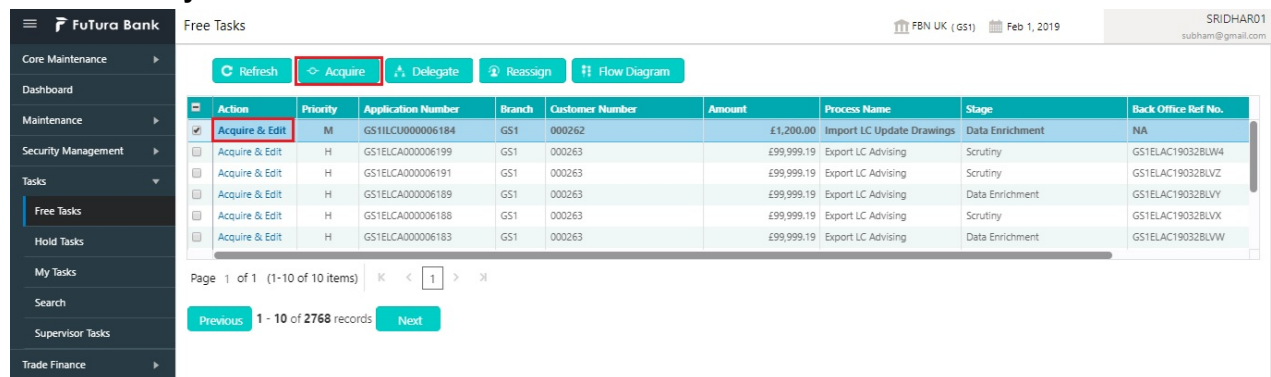 FuTura Bank
Free Tasks
FBN UK (GS1)
Feb 1, 2019
SRIDHAR01
subham@gmail.com
Core Maintenance
Dashboard
Maintenance
Security Management
Tasks
Free Tasks
Hold Tasks
My Tasks
Search
Supervisor Tasks
Trade Finance
Refresh Acquire Delegate Reassign Flow Diagram
Action Priority Application Number Branch Customer Number Amount Process Name Stage Back Office Ref No.
Acquire & Edit M GS1ILCU000006184 GS1 000262 £1,200.00 Import LC Update Drawings Data Enrichment NA
Acquire & Edit H GS1ELCA000006199 GS1 000263 £99,999.19 Export LC Advising Scrutiny GS1ELAC19032BLW4
Acquire & Edit H GS1ELCA000006191 GS1 000263 £99,999.19 Export LC Advising Scrutiny GS1ELAC19032BLVZ
Acquire & Edit H GS1ELCA000006189 GS1 000263 £99,999.19 Export LC Advising Data Enrichment GS1ELAC19032BLVY
Acquire & Edit H GS1ELCA000006188 GS1 000263 £99,999.19 Export LC Advising Scrutiny GS1ELAC19032BLVX
Acquire & Edit H GS1ELCA000006183 GS1 000263 £99,999.19 Export LC Advising Data Enrichment GS1ELAC19032BLVW
Page 1 of 1 (1-10 of 10 items) K < 1 > >|
Previous 1 - 10 of 2768 records Next